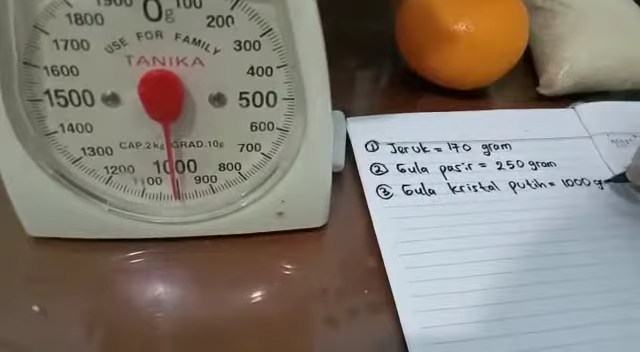 1900 0g 100
1800 200
USE FOR FAMILY
1700 300
TANIKA
1600 400
1500 500
1400 600
CAP.2kg GRAD.10g
1300 700
1200 1000 800
1100 900
① Jeruk = 170 gram
② Gula pasir = 250 gram
③ Gula kristal putih = 1000 g